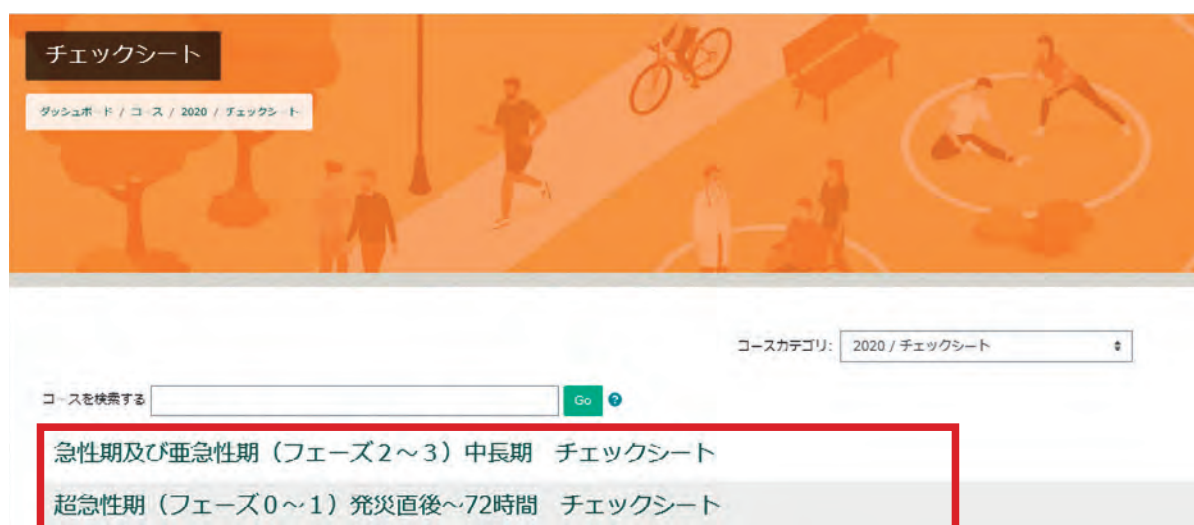 チェックシート
ダッシュボード / コース / 2020 / チェックシート
コースカテゴリ: 2020 / チェックシート
コースを検索する Go ?
急性期及び亜急性期（フェーズ２～３）中長期　チェックシート
超急性期（フェーズ０～１）発災直後～72時間　チェックシート